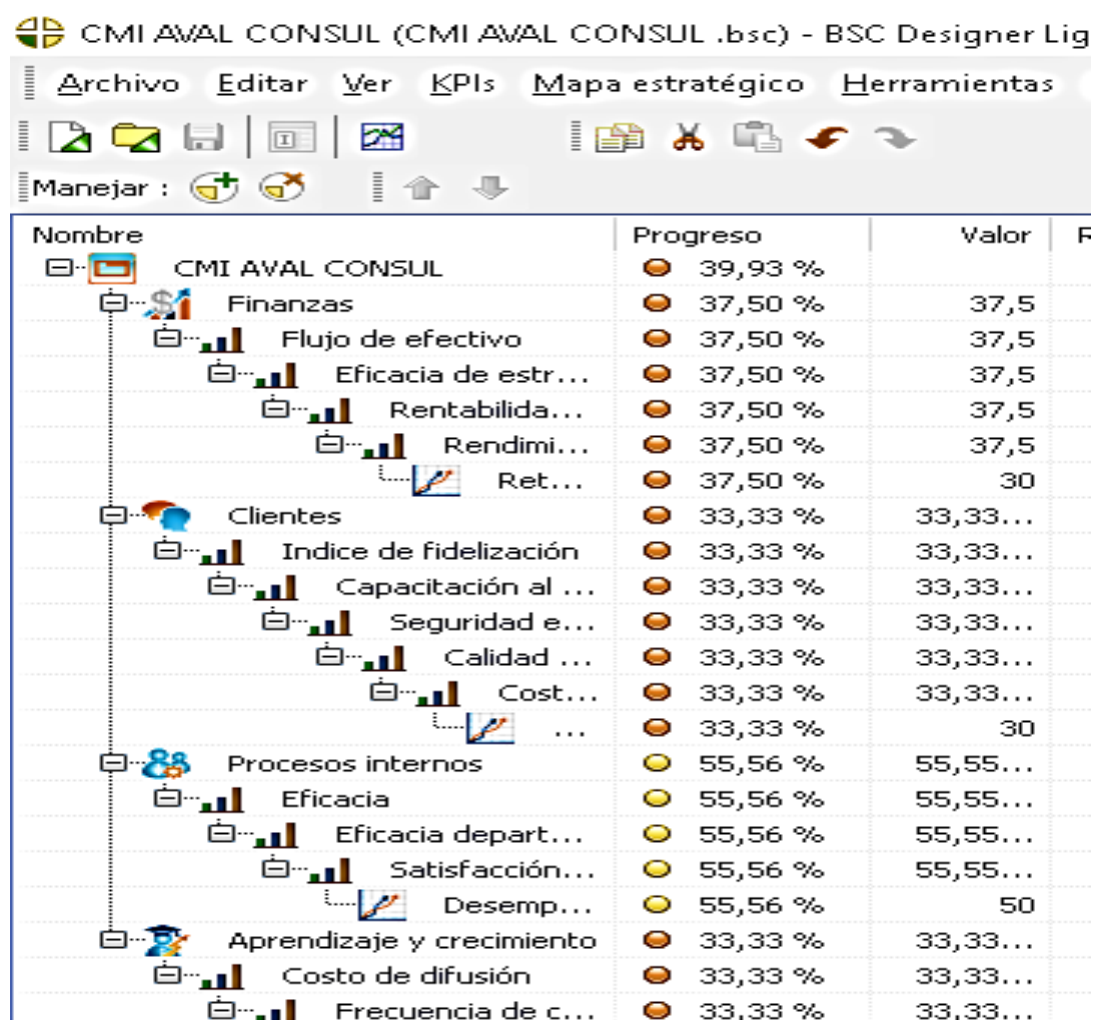 CMI AVAL CONSUL (CMI AVAL CONSUL .bsc) - BSC Designer Lig
Archivo Editar Ver KPIs Mapa estratégico Herramientas
Manejar :
Nombre Progreso Valor R
CMI AVAL CONSUL 39,93 %
Finanzas 37,50 % 37,5
Flujo de efectivo 37,50 % 37,5
Eficacia de estr... 37,50 % 37,5
Rentabilida... 37,50 % 37,5
Rendimi... 37,50 % 37,5
Ret... 37,50 % 30
Clientes 33,33 % 33,33...
Indice de fidelización 33,33 % 33,33...
Capacitación al ... 33,33 % 33,33...
Seguridad e... 33,33 % 33,33...
Calidad ... 33,33 % 33,33...
Cost... 33,33 % 33,33...
... 33,33 % 30
Procesos internos 55,56 % 55,55...
Eficacia 55,56 % 55,55...
Eficacia depart... 55,56 % 55,55...
Satisfacción... 55,56 % 55,55...
Desemp... 55,56 % 50
Aprendizaje y crecimiento 33,33 % 33,33...
Costo de difusión 33,33 % 33,33...
Frecuencia de c... 33,33 % 33,33...